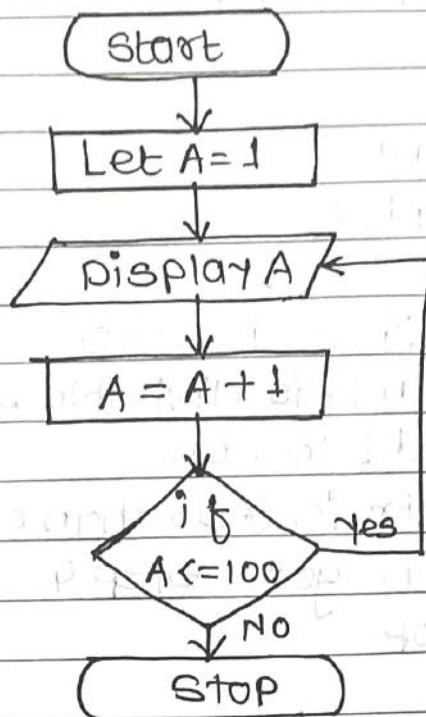 Start
Let A = 1
Display A
A = A + 1
if
A <= 100
Yes
NO
STOP